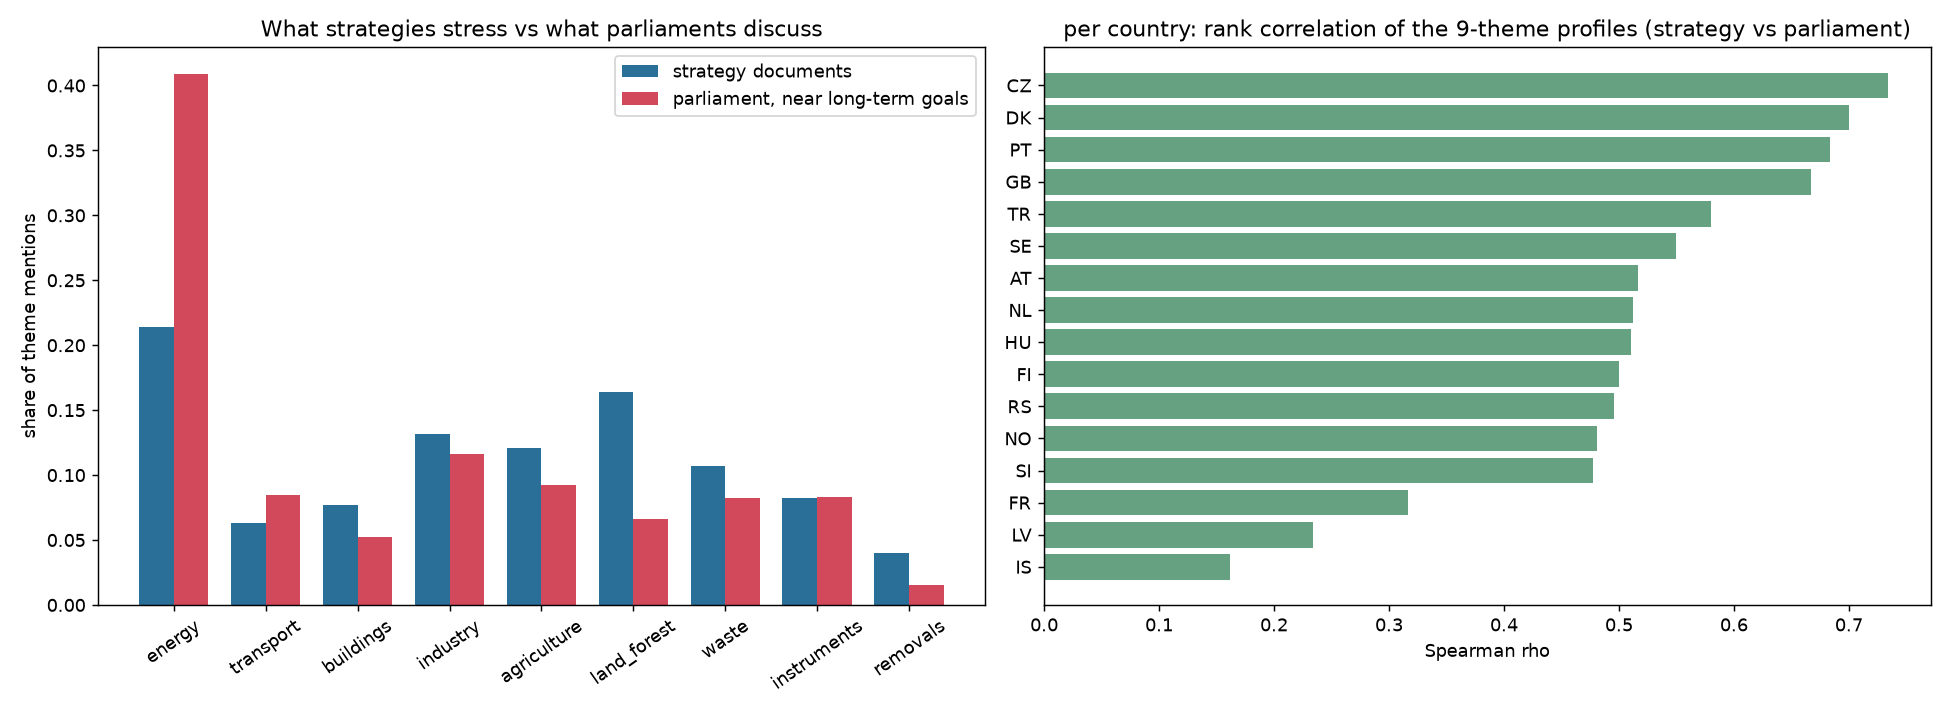 What strategies stress vs what parliaments discuss
strategy documents
parliament, near long-term goals
share of theme mentions
0.40
0.35
0.30
0.25
0.20
0.15
0.10
0.05
0.00
energy
transport
buildings
industry
agriculture
land_forest
waste
instruments
removals
per country: rank correlation of the 9-theme profiles (strategy vs parliament)
CZ
DK
PT
GB
TR
SE
AT
NL
HU
FI
RS
NO
SI
FR
LV
IS
0.0 0.1 0.2 0.3 0.4 0.5 0.6 0.7
Spearman rho